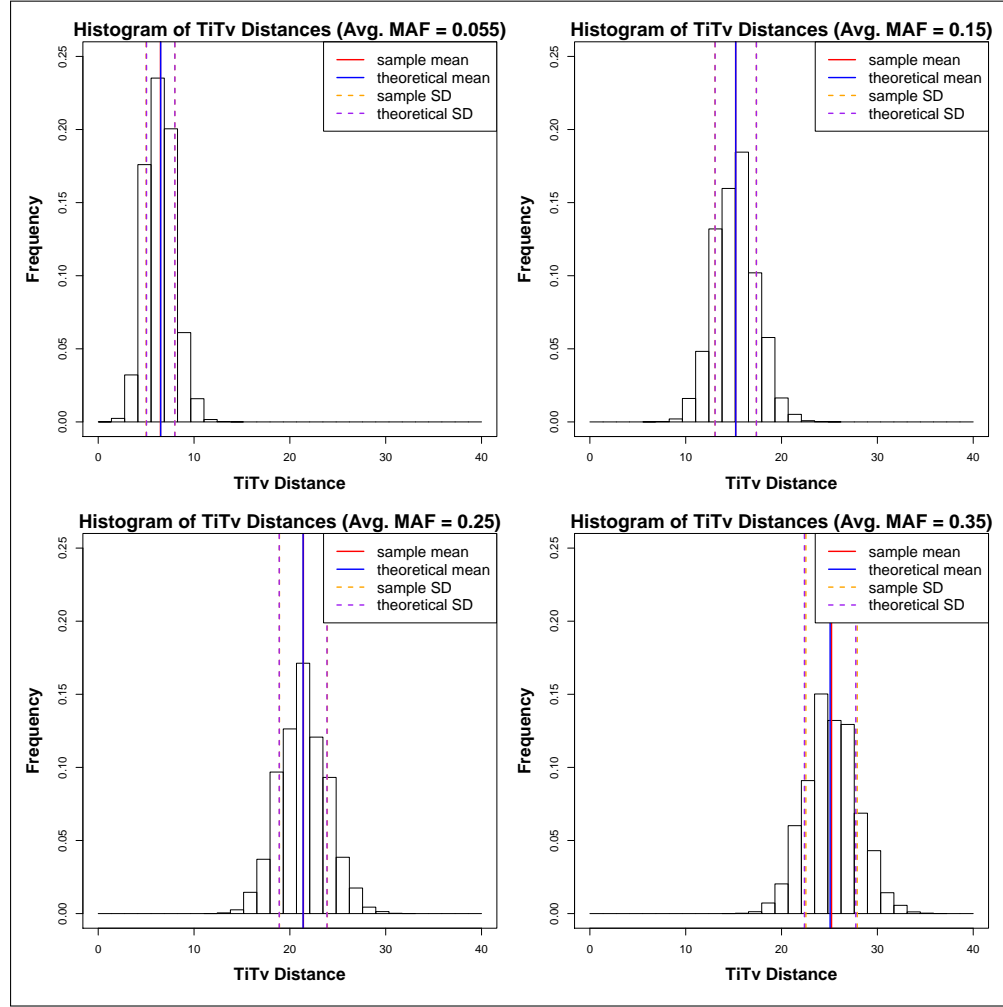 Histogram of TiTv Distances (Avg. MAF = 0.055)
sample mean
theoretical mean
sample SD
theoretical SD
Frequency
0.25
0.20
0.15
0.10
0.05
0.00
0 10 20 30 40
TiTv Distance
Histogram of TiTv Distances (Avg. MAF = 0.15)
sample mean
theoretical mean
sample SD
theoretical SD
Frequency
0.25
0.20
0.15
0.10
0.05
0.00
0 10 20 30 40
TiTv Distance
Histogram of TiTv Distances (Avg. MAF = 0.25)
sample mean
theoretical mean
sample SD
theoretical SD
Frequency
0.25
0.20
0.15
0.10
0.05
0.00
0 10 20 30 40
TiTv Distance
Histogram of TiTv Distances (Avg. MAF = 0.35)
sample mean
theoretical mean
sample SD
theoretical SD
Frequency
0.25
0.20
0.15
0.10
0.05
0.00
0 10 20 30 40
TiTv Distance